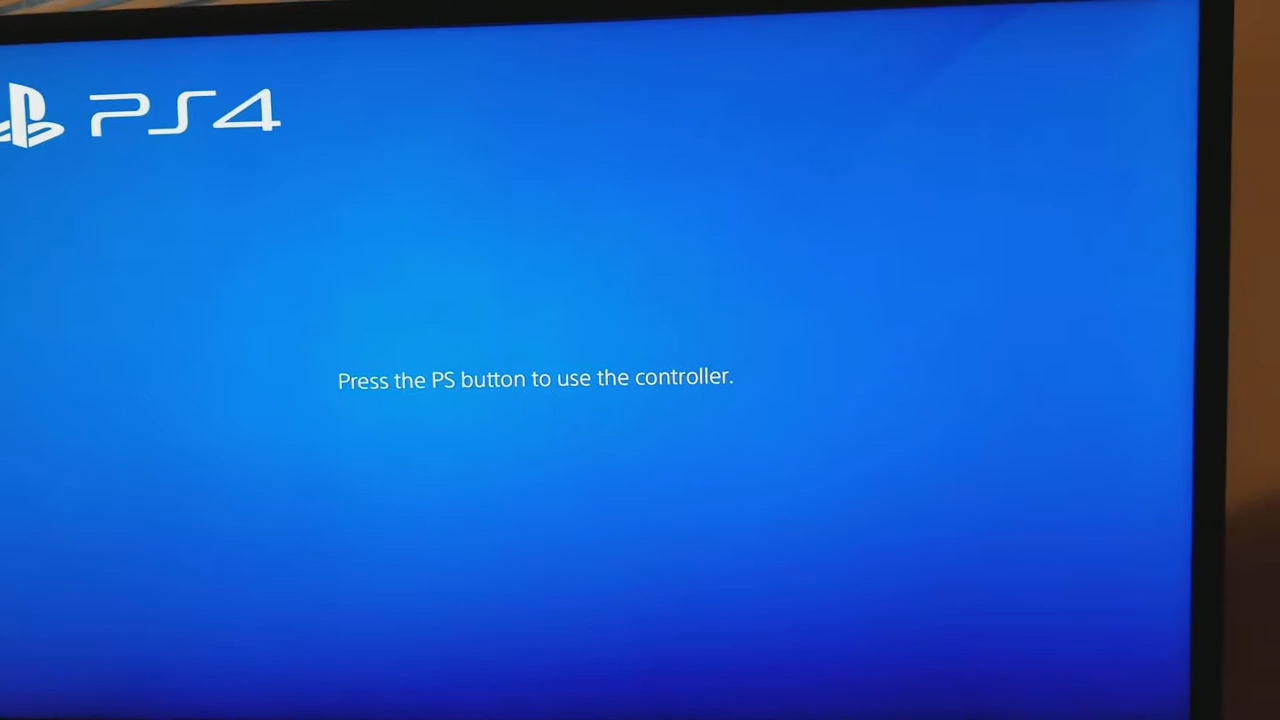 PS4
Press the PS button to use the controller.